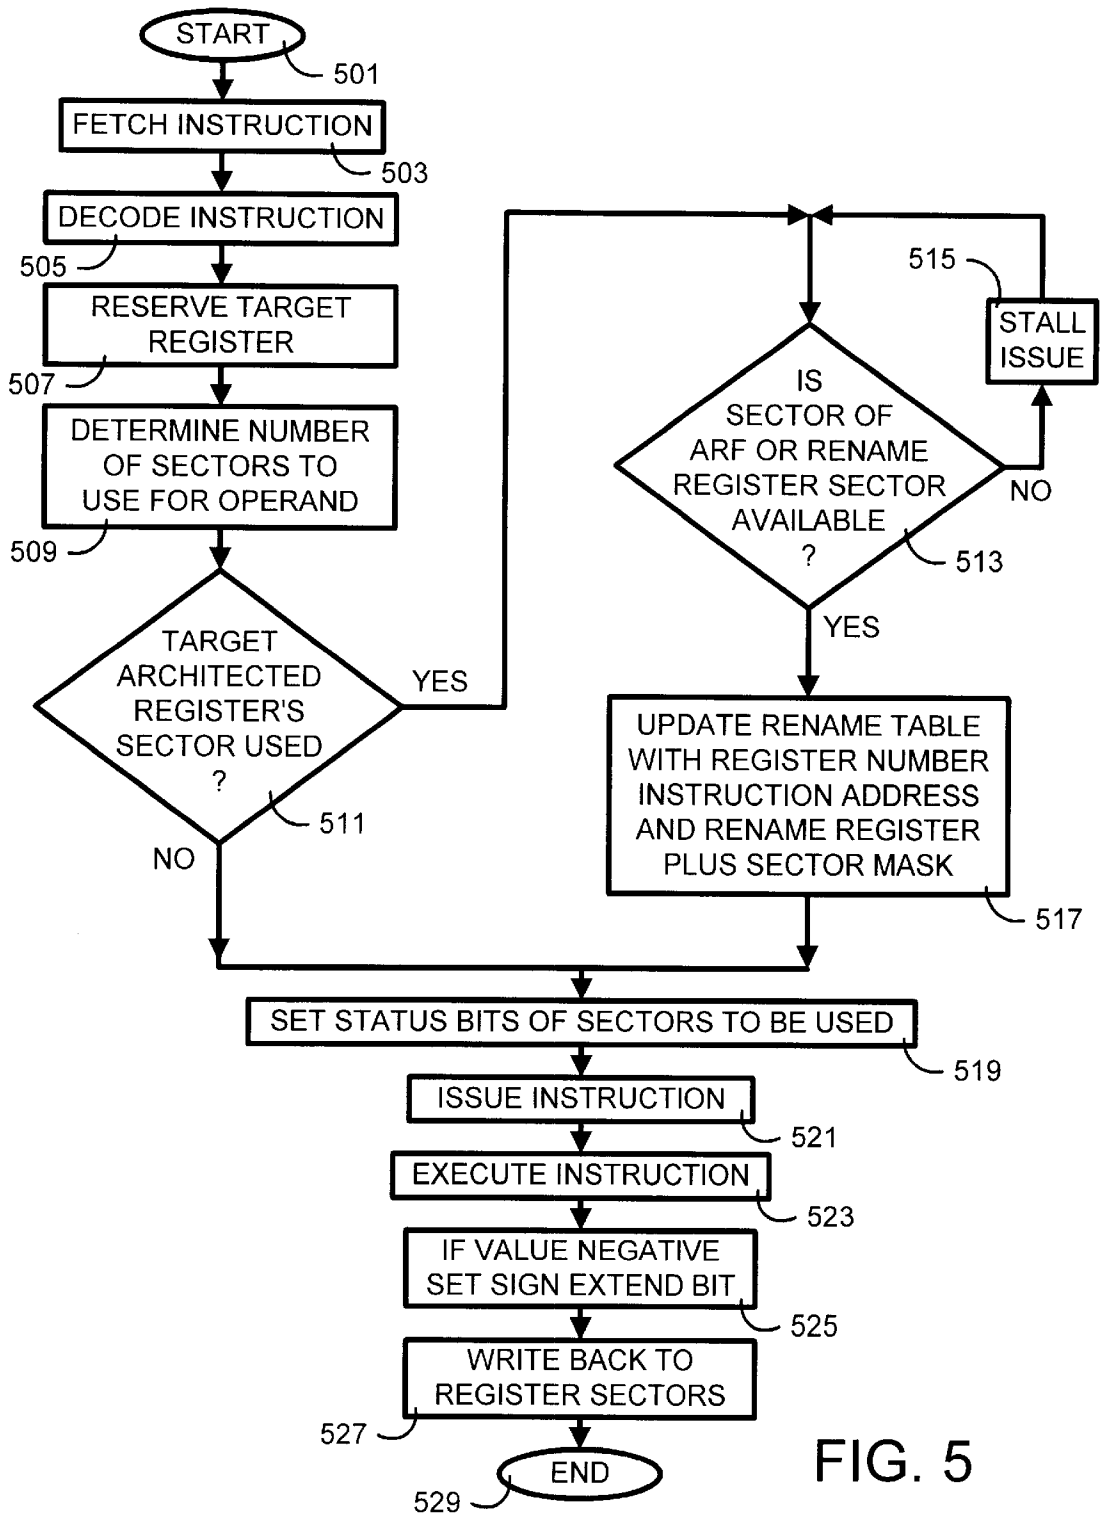 START
501
FETCH INSTRUCTION
503
DECODE INSTRUCTION
505
RESERVE TARGET
REGISTER
507
DETERMINE NUMBER
OF SECTORS TO
USE FOR OPERAND
509
TARGET
ARCHITECTED
REGISTER'S
SECTOR USED
?
511
YES
NO
515
STALL
ISSUE
IS
SECTOR OF
ARF OR RENAME
REGISTER SECTOR
AVAILABLE
?
513
NO
YES
UPDATE RENAME TABLE
WITH REGISTER NUMBER
INSTRUCTION ADDRESS
AND RENAME REGISTER
PLUS SECTOR MASK
517
SET STATUS BITS OF SECTORS TO BE USED
519
ISSUE INSTRUCTION
521
EXECUTE INSTRUCTION
523
IF VALUE NEGATIVE
SET SIGN EXTEND BIT
525
WRITE BACK TO
REGISTER SECTORS
527
END
529
FIG. 5